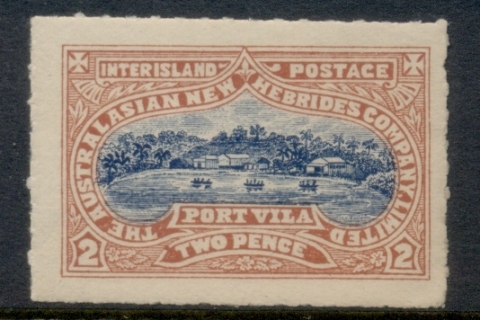 INTERISLAND POSTAGE
THE AUSTRALASIAN NEW HEBRIDES COMPANY, LIMITED
PORT VILA
2 TWO PENCE 2